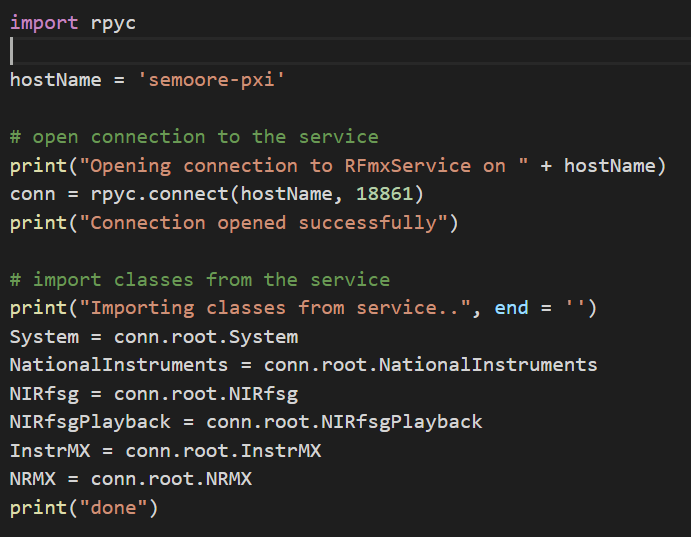 import rpyc
hostName = 'semoore-pxi'
# open connection to the service
print("Opening connection to RFmxService on " + hostName)
conn = rpyc.connect(hostName, 18861)
print("Connection opened successfully")
# import classes from the service
print("Importing classes from service..", end = '')
System = conn.root.System
NationalInstruments = conn.root.NationalInstruments
NIRfsg = conn.root.NIRfsg
NIRfsgPlayback = conn.root.NIRfsgPlayback
InstrMX = conn.root.InstrMX
NRMX = conn.root.NRMX
print("done")